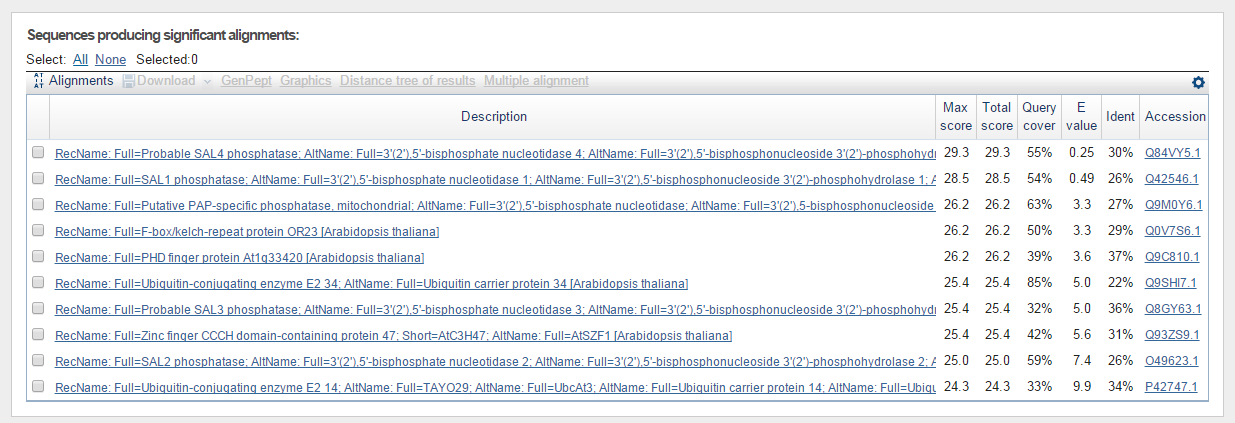 Sequences producing significant alignments:
Select: All None Selected:0
Alignments Download GenPept Graphics Distance tree of results Multiple alignment
Description Max score Total score Query cover E value Ident Accession
RecName: Full=Probable SAL4 phosphatase; AltName: Full=3'(2'),5'-bisphosphate nucleotidase 4; AltName: Full=3'(2'),5'-bisphosphonucleoside 3'(2')-phosphohydr 29.3 29.3 55% 0.25 30% Q84VY5.1
RecName: Full=SAL1 phosphatase; AltName: Full=3'(2'),5'-bisphosphate nucleotidase 1; AltName: Full=3'(2'),5'-bisphosphonucleoside 3'(2')-phosphohydrolase 1; A 28.5 28.5 54% 0.49 26% Q42546.1
RecName: Full=Putative PAP-specific phosphatase, mitochondrial; AltName: Full=3'(2'),5'-bisphosphate nucleotidase; AltName: Full=3'(2'),5-bisphosphonucleoside 26.2 26.2 63% 3.3 27% Q9M0Y6.1
RecName: Full=F-box/kelch-repeat protein OR23 [Arabidopsis thaliana] 26.2 26.2 50% 3.3 29% Q0V7S6.1
RecName: Full=PHD finger protein At1g33420 [Arabidopsis thaliana] 26.2 26.2 39% 3.6 37% Q9C810.1
RecName: Full=Ubiquitin-conjugating enzyme E2 34; AltName: Full=Ubiquitin carrier protein 34 [Arabidopsis thaliana] 25.4 25.4 85% 5.0 22% Q9SHI7.1
RecName: Full=Probable SAL3 phosphatase; AltName: Full=3'(2'),5'-bisphosphate nucleotidase 3; AltName: Full=3'(2'),5'-bisphosphonucleoside 3'(2')-phosphohydr 25.4 25.4 32% 5.0 36% Q8GY63.1
RecName: Full=Zinc finger CCCH domain-containing protein 47; Short=AtC3H47; AltName: Full=AtSZF1 [Arabidopsis thaliana] 25.4 25.4 42% 5.6 31% Q93ZS9.1
RecName: Full=SAL2 phosphatase; AltName: Full=3'(2'),5'-bisphosphate nucleotidase 2; AltName: Full=3'(2'),5'-bisphosphonucleoside 3'(2')-phosphohydrolase 2; A 25.0 25.0 59% 7.4 26% O49623.1
RecName: Full=Ubiquitin-conjugating enzyme E2 14; AltName: Full=TAYO29; AltName: Full=UbcAt3; AltName: Full=Ubiquitin carrier protein 14; AltName: Full=Ubiqu 24.3 24.3 33% 9.9 34% P42747.1